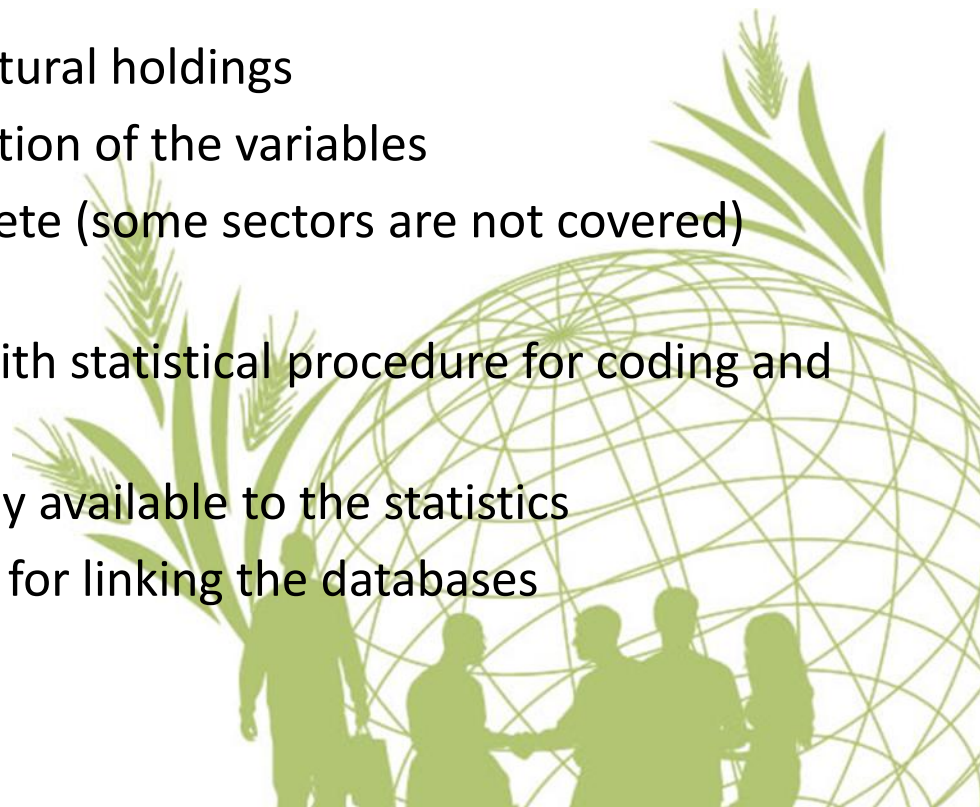 tural holdings
tion of the variables
ete (some sectors are not covered)
ith statistical procedure for coding and
y available to the statistics
for linking the databases